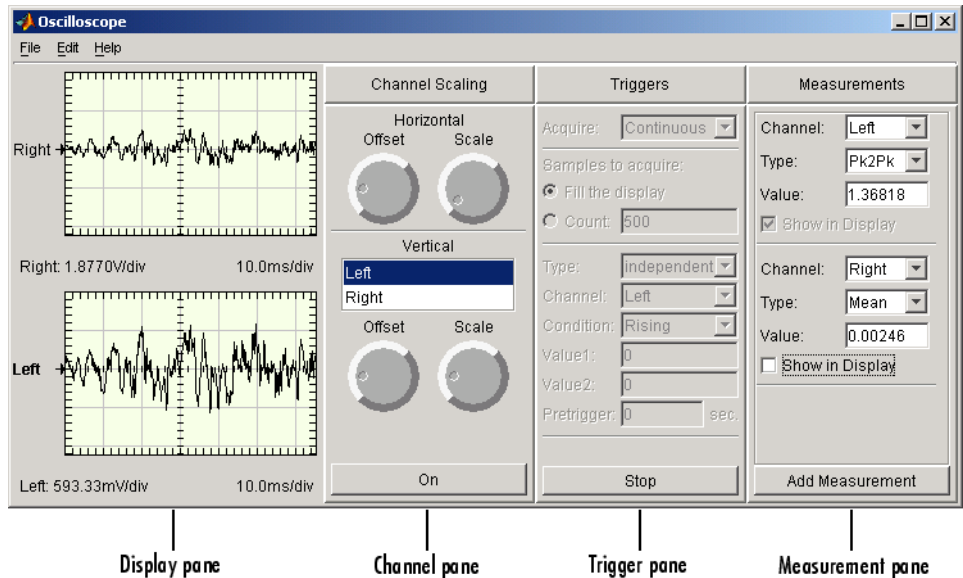 Oscilloscope
File Edit Help
Right
Right: 1.8770V/div 10.0ms/div
Left
Left: 593.33mV/div 10.0ms/div
Channel Scaling
Horizontal
Offset Scale
Vertical
Left
Right
Offset Scale
On
Triggers
Acquire: Continuous
Samples to acquire:
Fill the display
Count: 500
Type: independent
Channel: Left
Condition: Rising
Value1: 0
Value2: 0
Pretrigger: 0 sec.
Stop
Measurements
Channel: Left
Type: Pk2Pk
Value: 1.36818
Show in Display
Channel: Right
Type: Mean
Value: 0.00246
Show in Display
Add Measurement
Display pane Channel pane Trigger pane Measurement pane